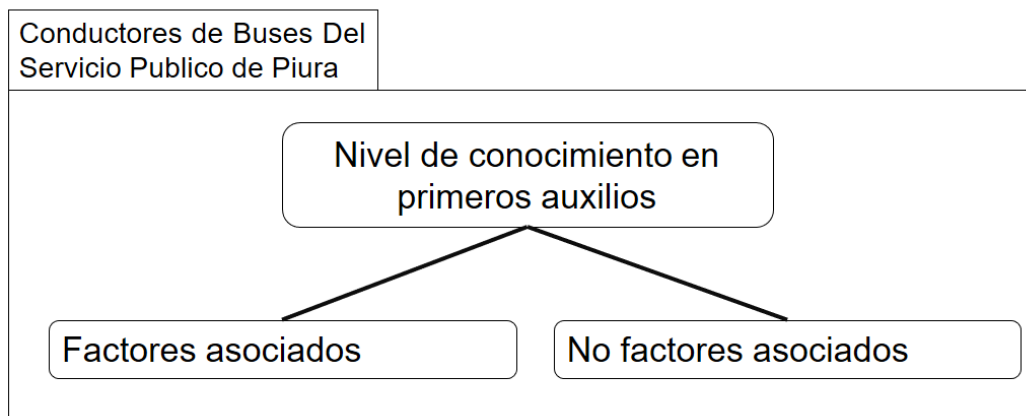 Conductores de Buses Del
Servicio Publico de Piura
Nivel de conocimiento en
primeros auxilios
Factores asociados
No factores asociados